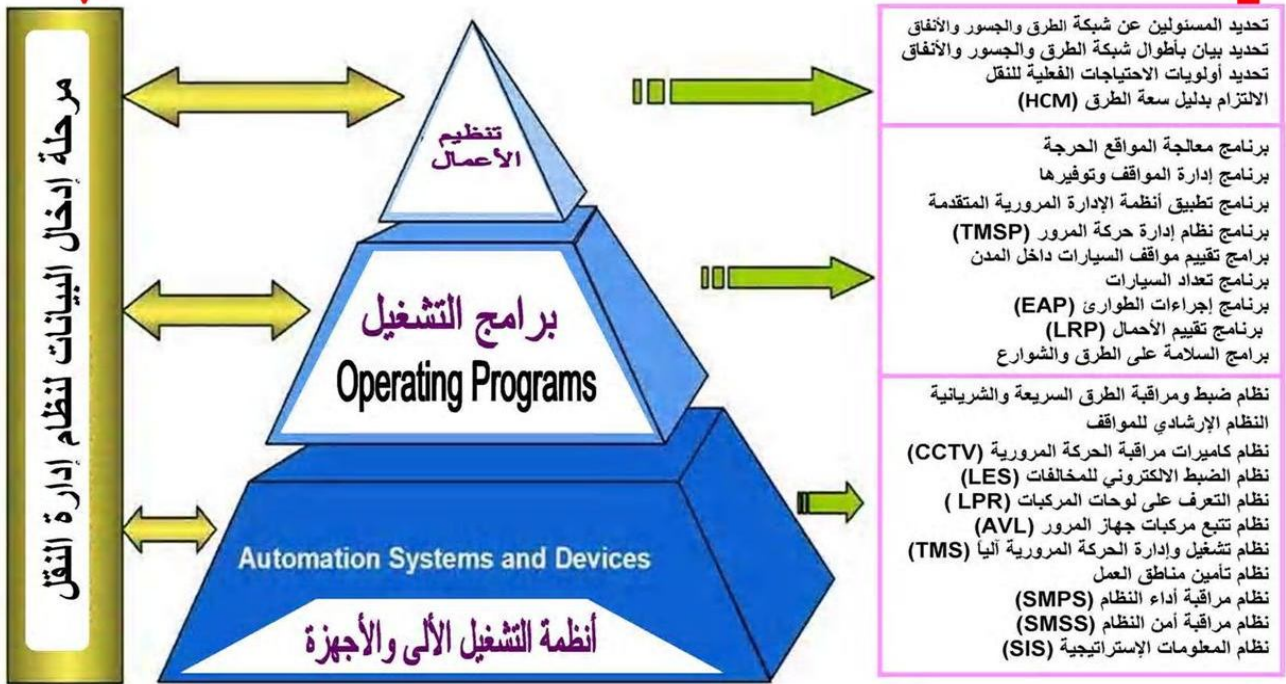 مرحلة إدخال البيانات لنظام إدارة النقل
تنظيم
الأعمال
برامج التشغيل
Operating Programs
Automation Systems and Devices
أنظمة التشغيل الألى والأجهزة
تحديد المسئولين عن شبكة الطرق والجسور والأنفاق
تحديد بيان بأطوال شبكة الطرق والجسور والأنفاق
تحديد أولويات الاحتياجات الفعلية للنقل
الالتزام بدليل سعة الطرق (HCM)
برنامج معالجة المواقع الحرجة
برنامج إدارة المواقف وتوفيرها
برنامج تطبيق أنظمة الإدارة المرورية المتقدمة
برنامج نظام إدارة حركة المرور (TMSP)
برامج تقييم مواقف السيارات داخل المدن
برنامج تعداد السيارات
برنامج إجراءات الطوارئ (EAP)
برنامج تقييم الأحمال (LRP)
برامج السلامة على الطرق والشوارع
نظام ضبط ومراقبة الطرق السريعة والشريانية
النظام الإرشادي للمواقف
نظام كاميرات مراقبة الحركة المرورية (CCTV)
نظام الضبط الالكتروني للمخالفات (LES)
نظام التعرف على لوحات المركبات (LPR )
نظام تتبع مركبات جهاز المرور (AVL)
نظام تشغيل وإدارة الحركة المرورية آلياً (TMS)
نظام تأمين مناطق العمل
نظام مراقبة أداء النظام (SMPS)
نظام مراقبة أمن النظام (SMSS)
نظام المعلومات الإستراتيجية (SIS)